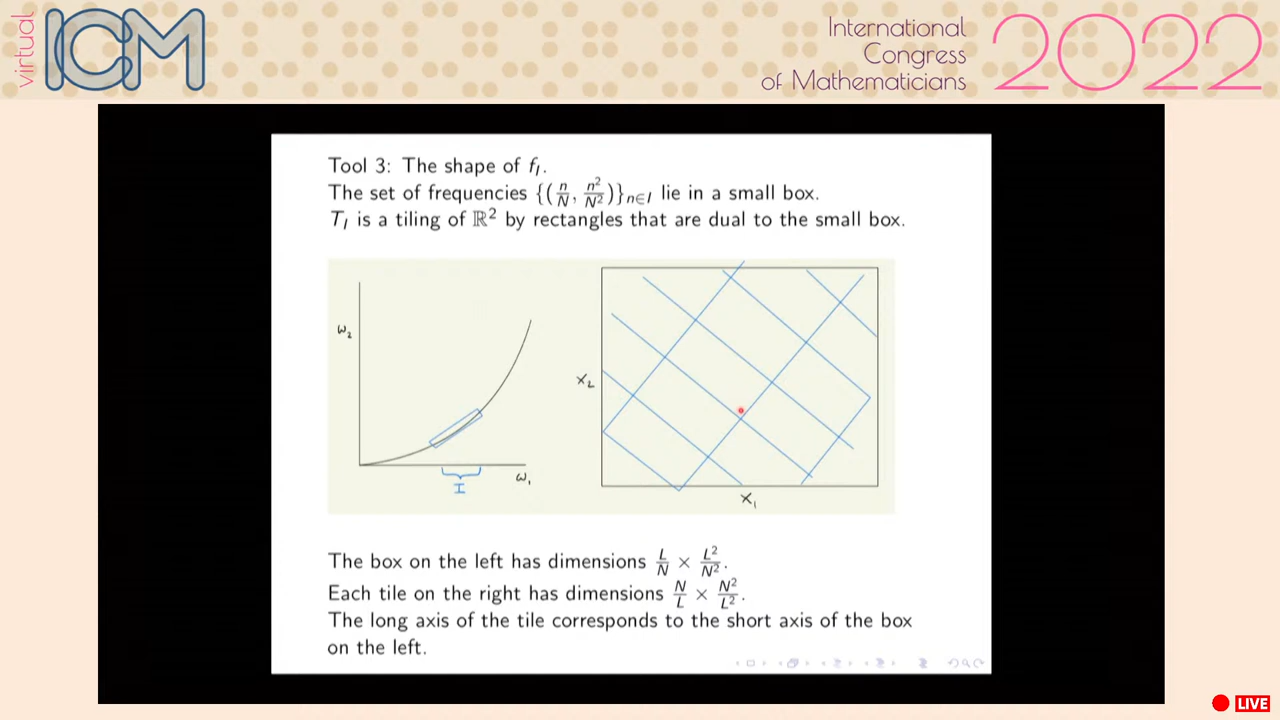 virtual
ICM
International
Congress
of Mathematicians
2022
Tool 3: The shape of f_I.
The set of frequencies {(n/N, n²/N²)}_{n∈I} lie in a small box.
T_I is a tiling of ℝ² by rectangles that are dual to the small box.
ω₂
I
ω₁
x₂
x₁
The box on the left has dimensions L/N × L²/N².
Each tile on the right has dimensions N/L × N²/L².
The long axis of the tile corresponds to the short axis of the box
on the left.
LIVE